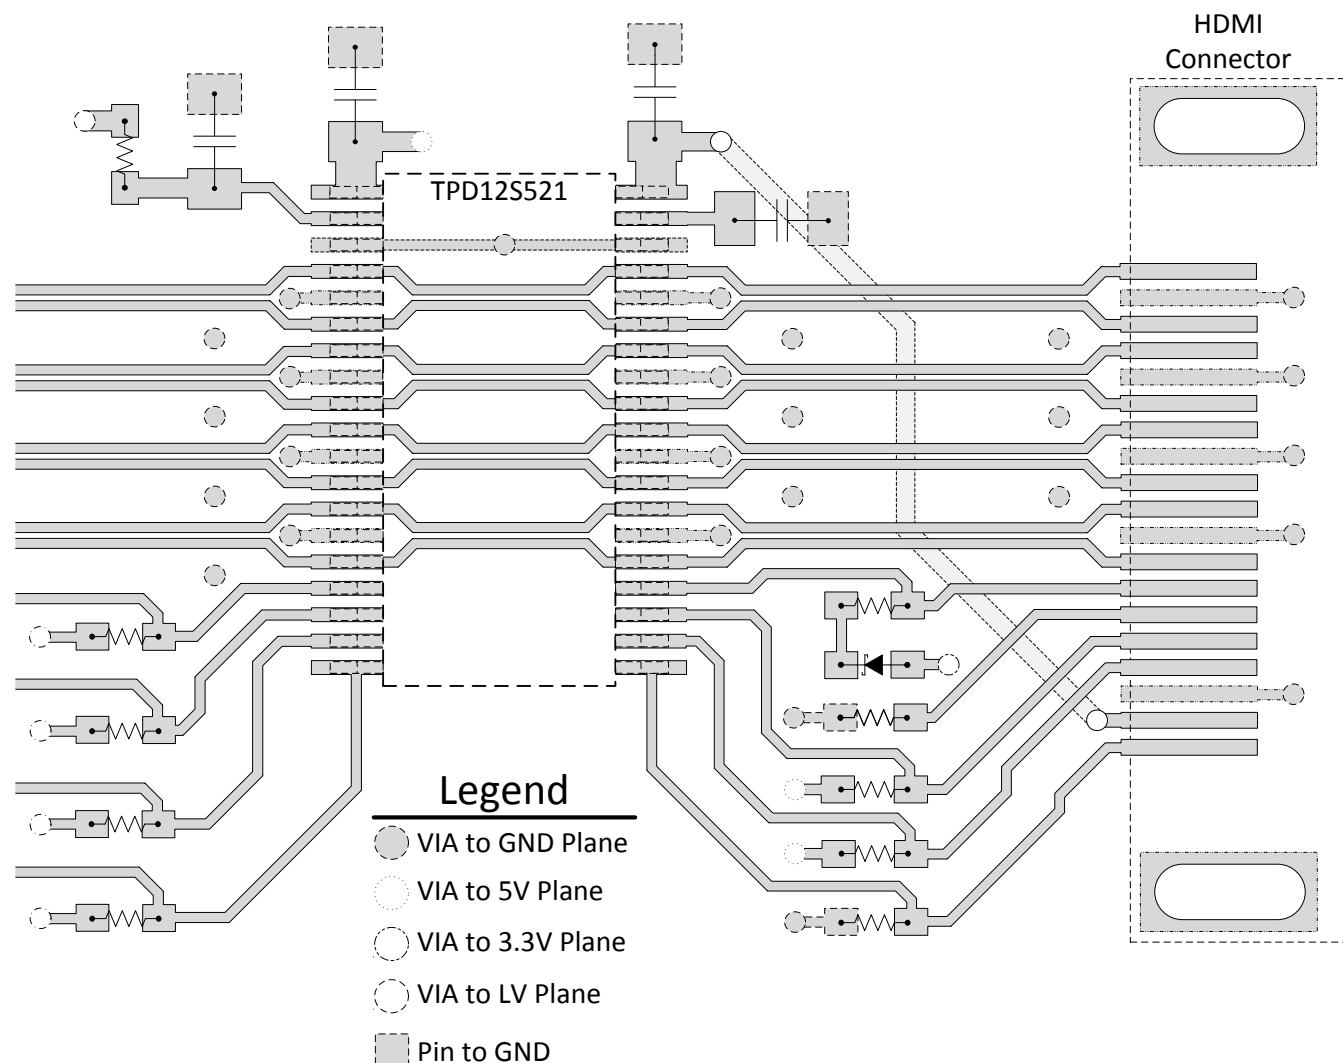 HDMI
Connector
TPD12S521
Legend
VIA to GND Plane
VIA to 5V Plane
VIA to 3.3V Plane
VIA to LV Plane
Pin to GND